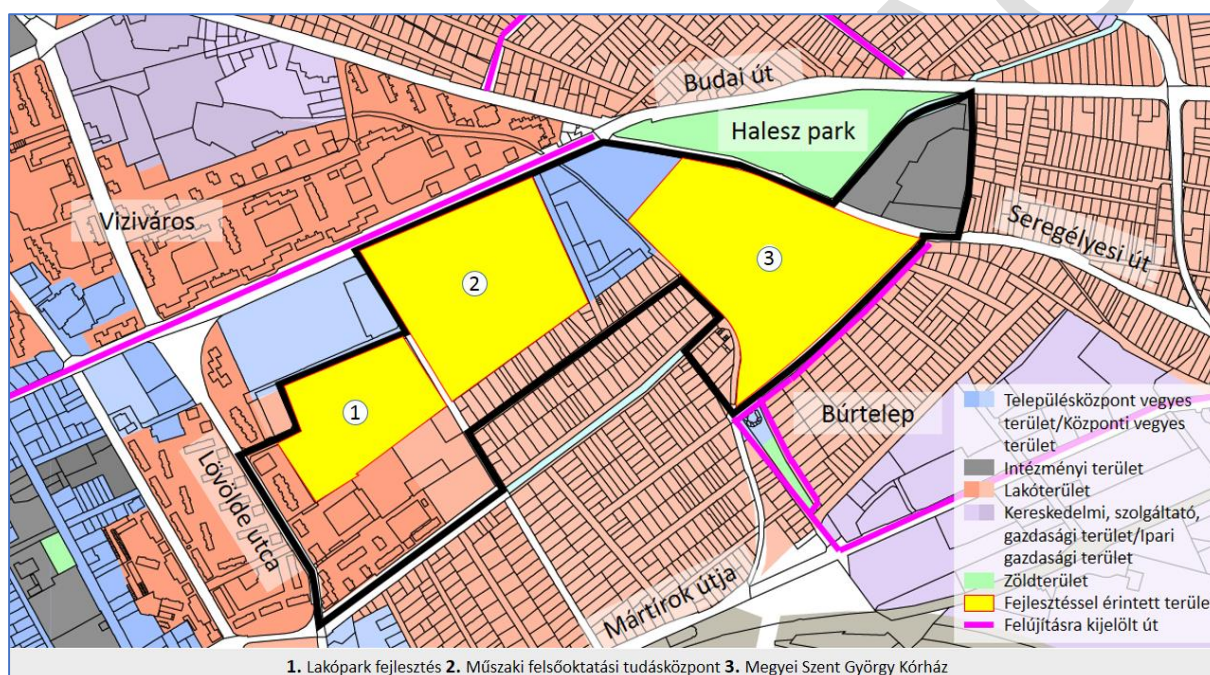 Budai út
Halesz park
Viziváros
Seregélyesi út
2
3
1
Lövölde utca
Búrtelep
Mártírok útja
Településközpont vegyes
terület/Központi vegyes
terület
Intézményi terület
Lakóterület
Kereskedelmi, szolgáltató,
gazdasági terület/Ipari
gazdasági terület
Zöldterület
Fejlesztéssel érintett terüle
Felújításra kijelölt út
1. Lakópark fejlesztés 2. Műszaki felsőoktatási tudásközpont 3. Megyei Szent György Kórház